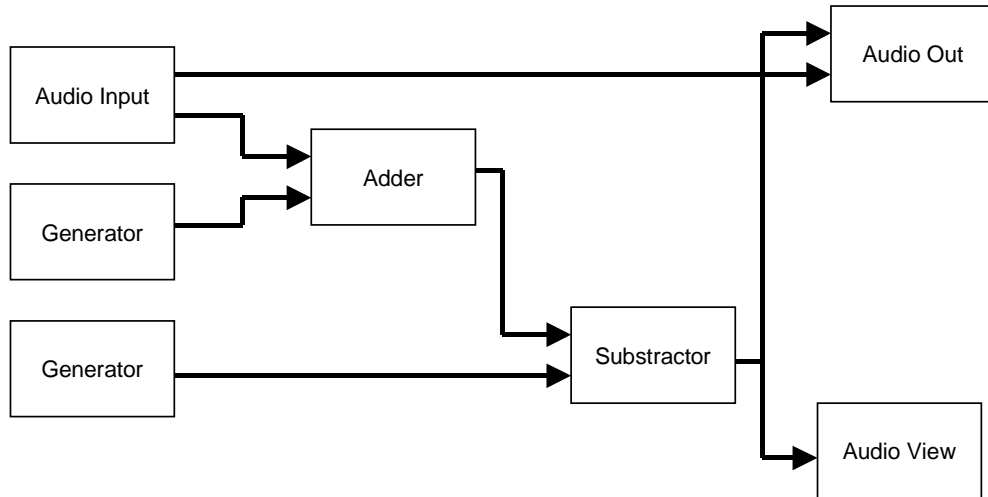 Audio Out
Audio Input
Adder
Generator
Substractor
Generator
Audio View